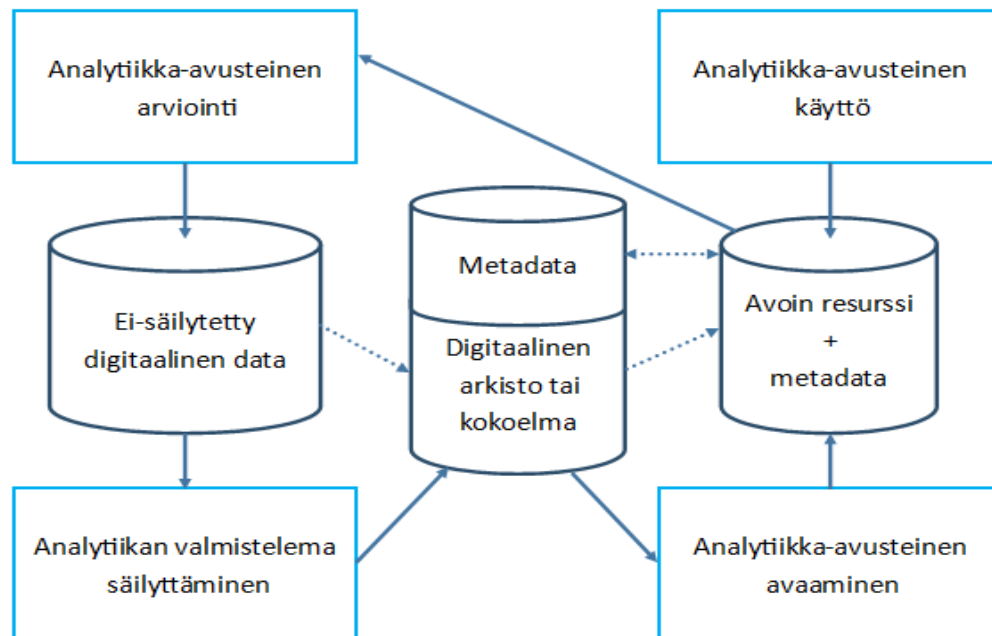 Analytiikka-avusteinen
arviointi
Analytiikka-avusteinen
käyttö
Ei-säilytetty
digitaalinen data
Metadata
Digitaalinen
arkisto tai
kokoelma
Avoin resurssi
+
metadata
Analytiikan valmistelema
säilyttäminen
Analytiikka-avusteinen
avaaminen